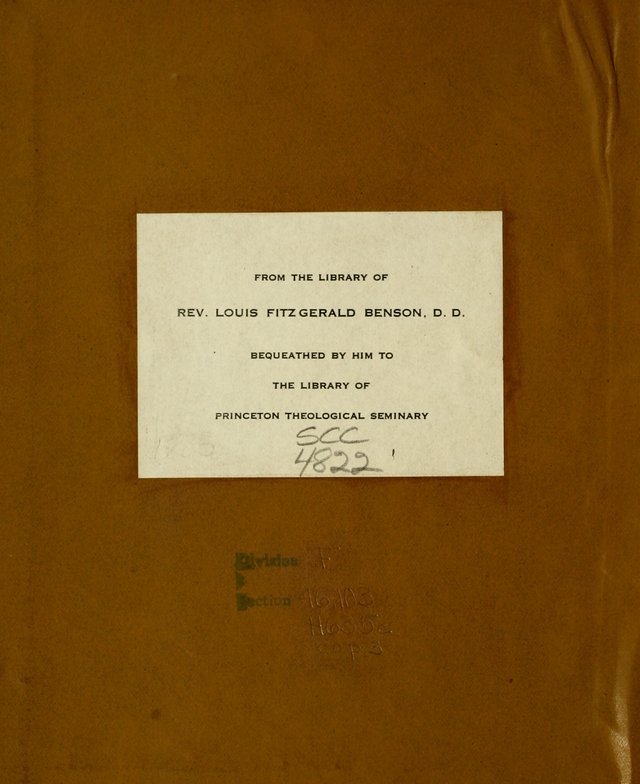 FROM THE LIBRARY OF
REV. LOUIS FITZGERALD BENSON, D. D.
BEQUEATHED BY HIM TO
THE LIBRARY OF
PRINCETON THEOLOGICAL SEMINARY
SCC
4822
Division
Section